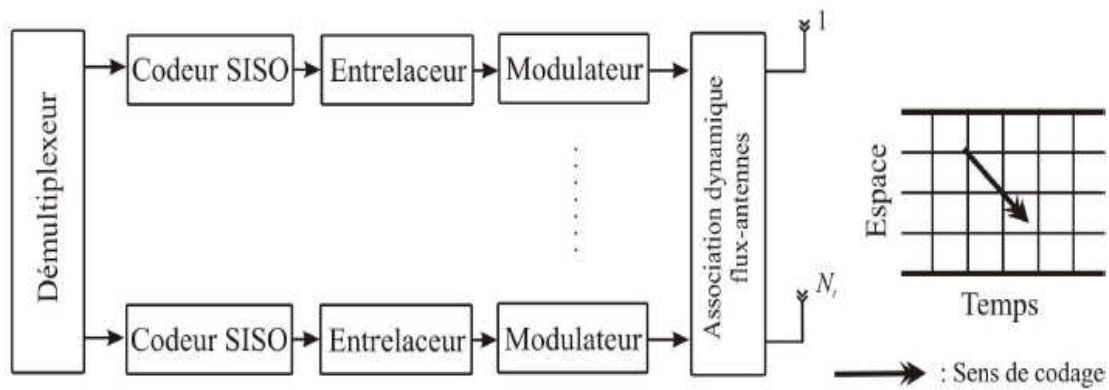 Démultiplexeur
Codeur SISO
Entrelaceur
Modulateur
Codeur SISO
Entrelaceur
Modulateur
Association dynamique
flux-antennes
1
Nt
Espace
Temps
: Sens de codage